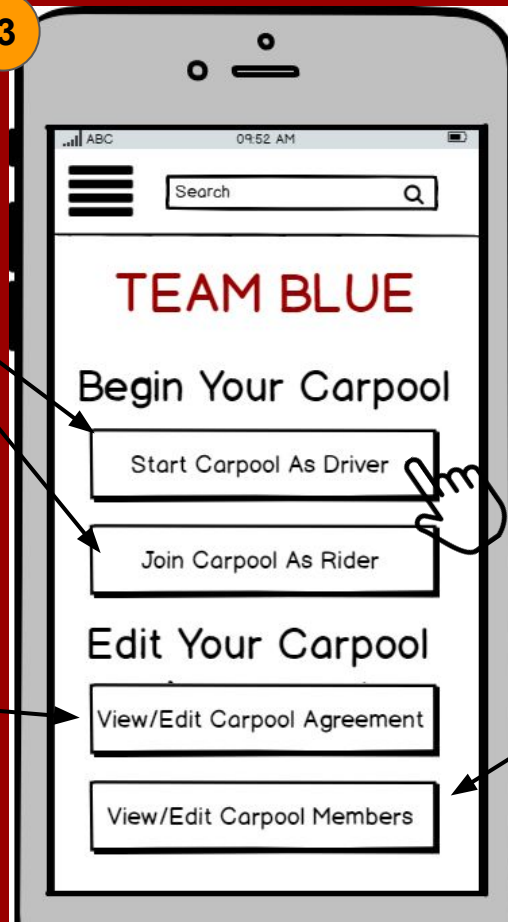 3
ABC 09:52 AM
Search
TEAM BLUE
Begin Your Carpool
Start Carpool As Driver
Join Carpool As Rider
Edit Your Carpool
View/Edit Carpool Agreement
View/Edit Carpool Members